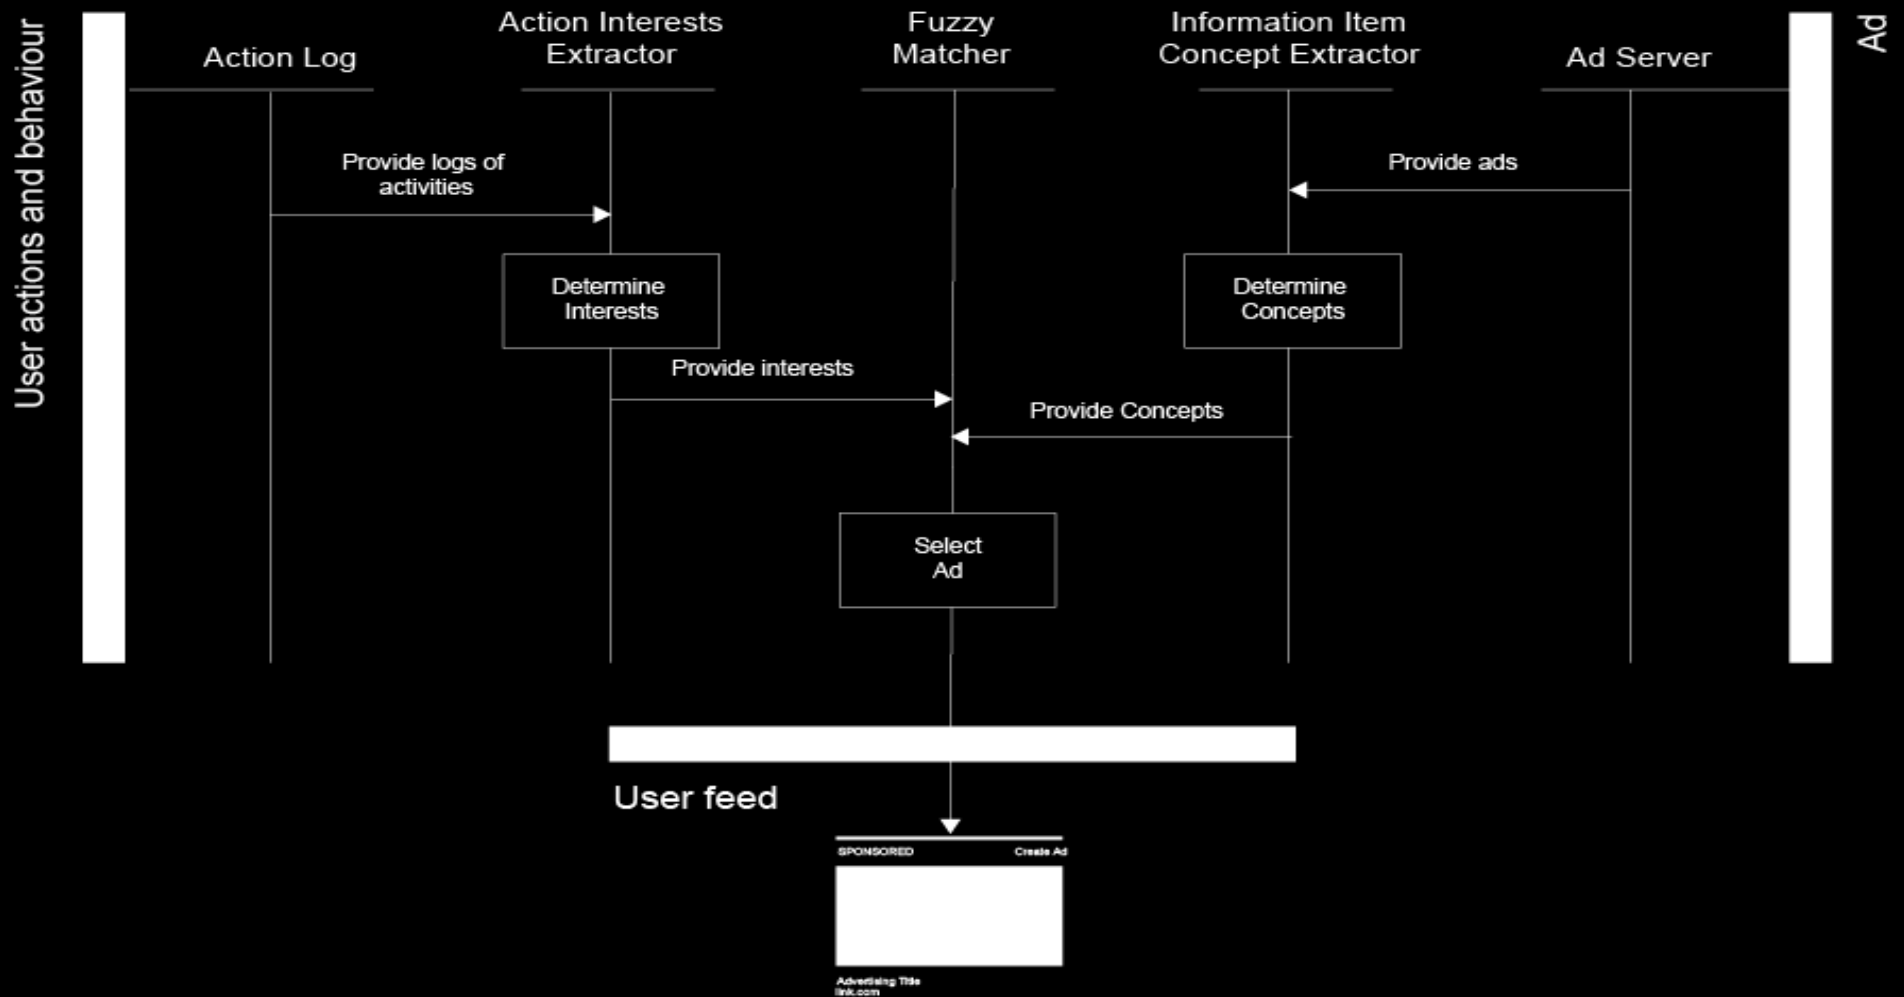 User actions and behaviour
Action Log
Action Interests
Extractor
Fuzzy
Matcher
Information Item
Concept Extractor
Ad Server
Ad
Provide logs of
activities
Provide ads
Determine
Interests
Determine
Concepts
Provide interests
Provide Concepts
Select
Ad
User feed
SPONSORED Create Ad
Advertising Title
link.com